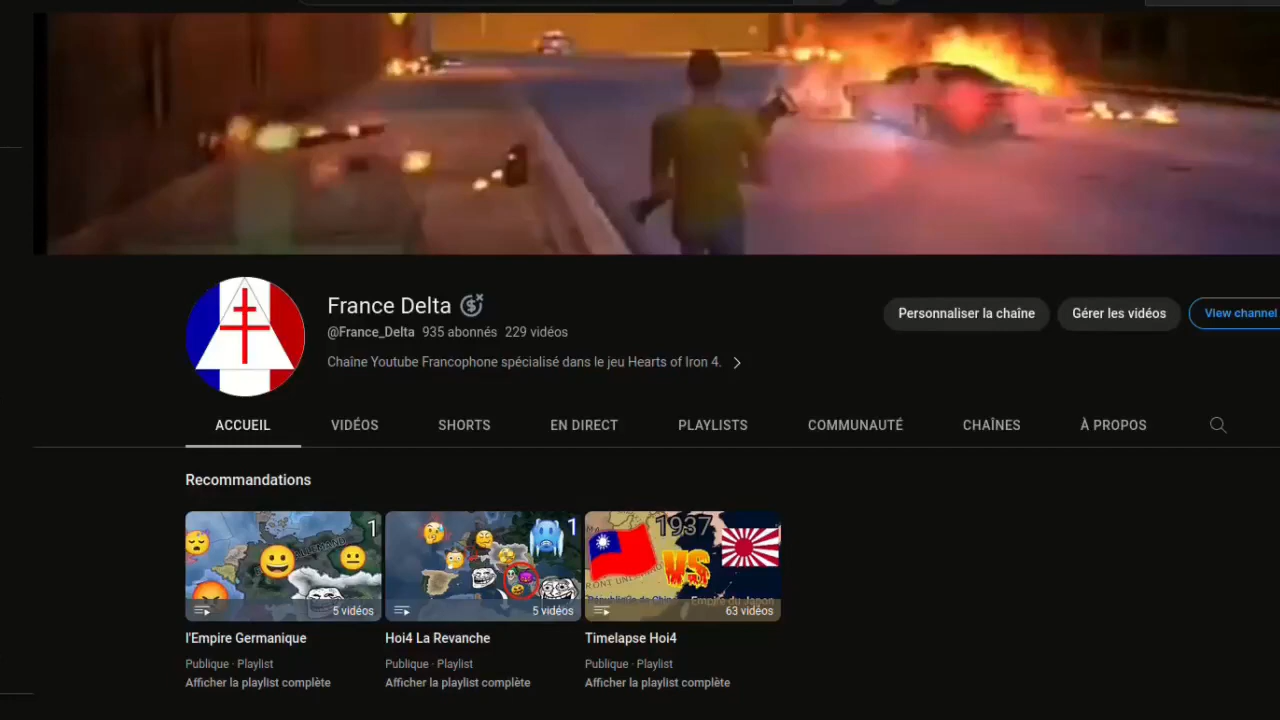 France Delta
@France_Delta 935 abonnés 229 vidéos
Chaîne Youtube Francophone spécialisé dans le jeu Hearts of Iron 4.
Personnaliser la chaîne
Gérer les vidéos
View channel
ACCUEIL VIDÉOS SHORTS EN DIRECT PLAYLISTS COMMUNAUTÉ CHAÎNES À PROPOS
Recommandations
1
5 vidéos
1
5 vidéos
1937
VS
Empire du Japon
63 vidéos
l'Empire Germanique
Publique · Playlist
Afficher la playlist complète
Hoi4 La Revanche
Publique · Playlist
Afficher la playlist complète
Timelapse Hoi4
Publique · Playlist
Afficher la playlist complète